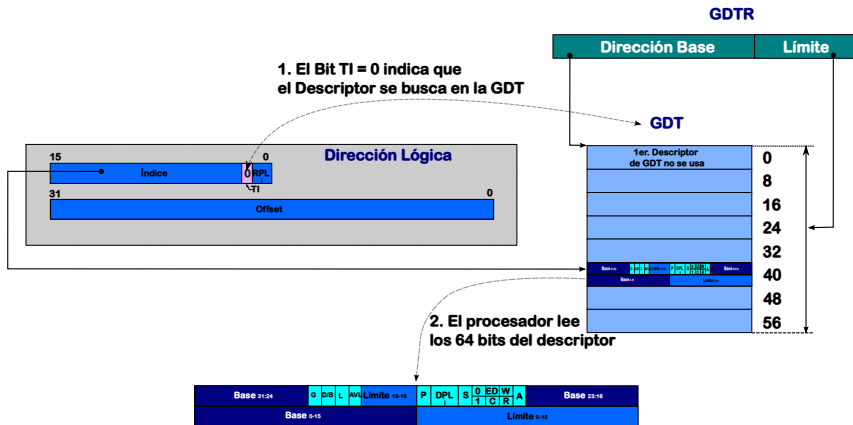 GDTR
Dirección Base Límite
1. El Bit TI = 0 indica que
el Descriptor se busca en la GDT
GDT
Dirección Lógica
15 0
Índice 0 RPL
TI
31 0
Offset
1er. Descriptor
de GDT no se usa
0
8
16
24
32
40
48
56
2. El procesador lee
los 64 bits del descriptor
Base 31:24 G D/B L AVL Límite 19-16 P DPL S 0 ED W A Base 23:16
1 C R
Base 0-15 Límite 0-15